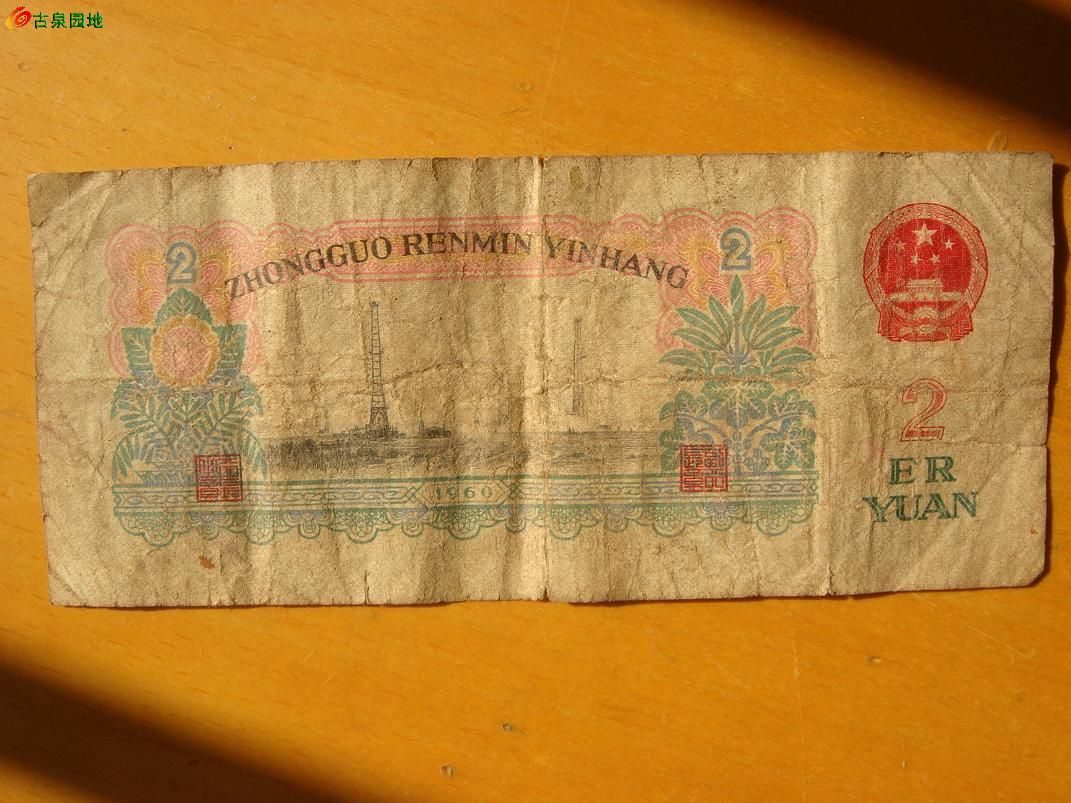 古泉园地
ZHONGGUO RENMIN YINHANG
2
2
1960
2
ER
YUAN